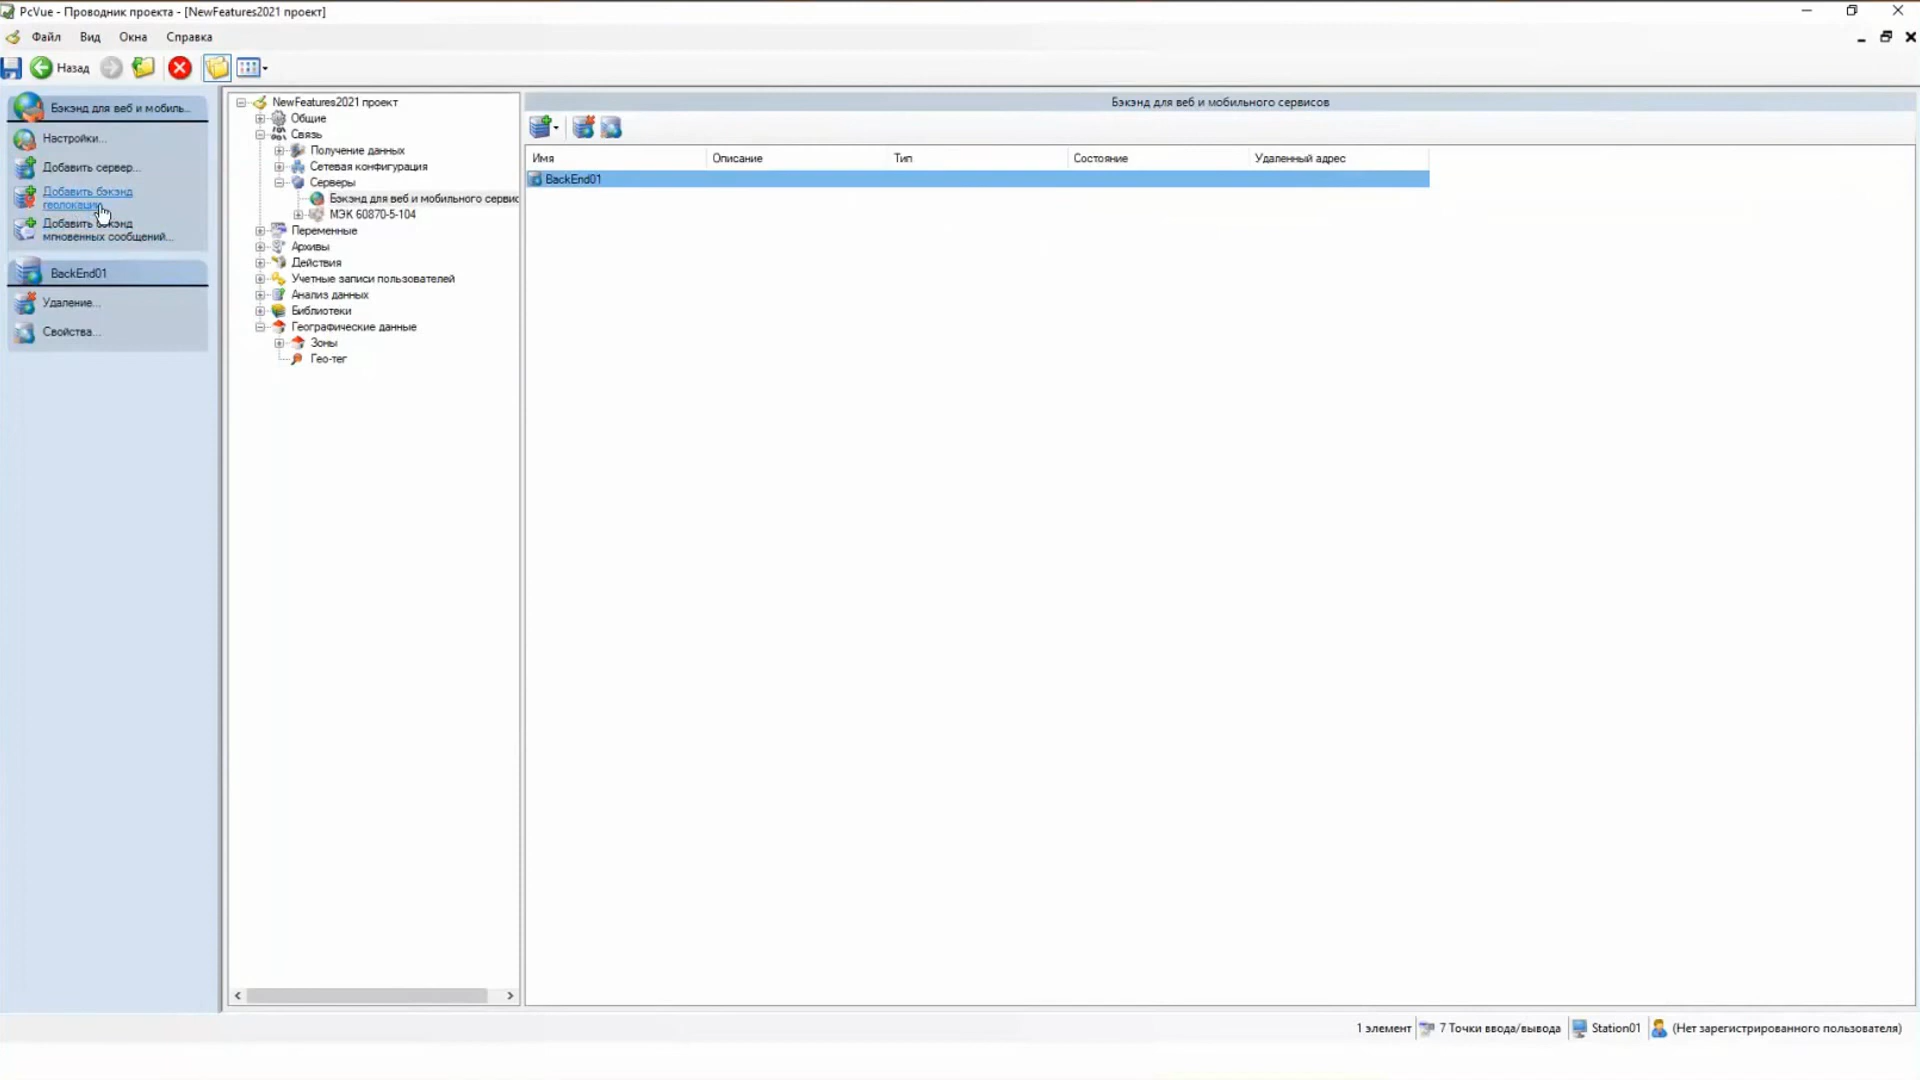 PcVue - Проводник проекта - [NewFeatures2021 проект]
Файл Вид Окна Справка
Назад
Бэкэнд для веб и мобиль...
Настройки...
Добавить сервер...
Добавить бэкэнд
геолокации
Добавить бэкэнд
мгновенных сообщений...
BackEnd01
Удаление...
Свойства...
NewFeatures2021 проект
Общие
Связь
Получение данных
Сетевая конфигурация
Серверы
Бэкэнд для веб и мобильного сервис
МЭК 60870-5-104
Переменные
Архивы
Действия
Учетные записи пользователей
Анализ данных
Библиотеки
Географические данные
Зоны
Гео-тег
Бэкэнд для веб и мобильного сервисов
Имя Описание Тип Состояние Удаленный адрес
BackEnd01
1 элемент 7 Точки ввода/вывода Station01 (Нет зарегистрированного пользователя)